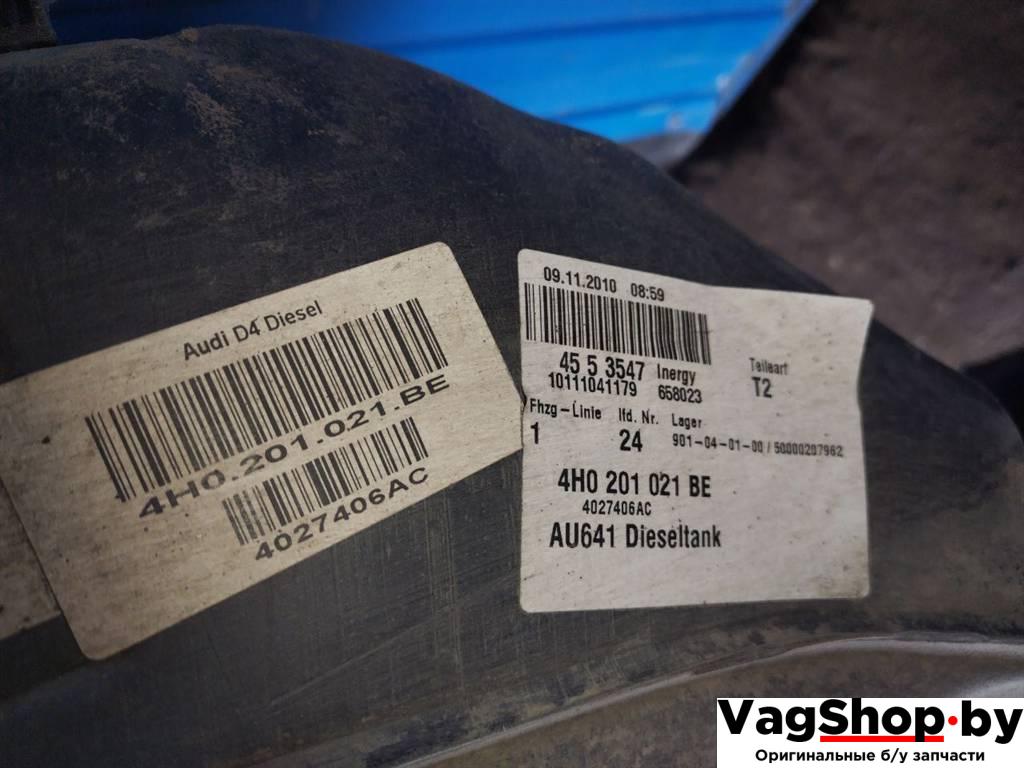 Audi D4 Diesel
4H0.201.021.BE
4027406AC
09.11.2010 08:59
45 5 3547 Inergy
10111041179 658023
Teileart
T2
Fhzg-Linie lfd. Nr. Lager
1 24 901-04-01-00 / 50000207962
4H0 201 021 BE
4027406AC
AU641 Dieseltank
VagShop.by
Оригинальные б/у запчасти